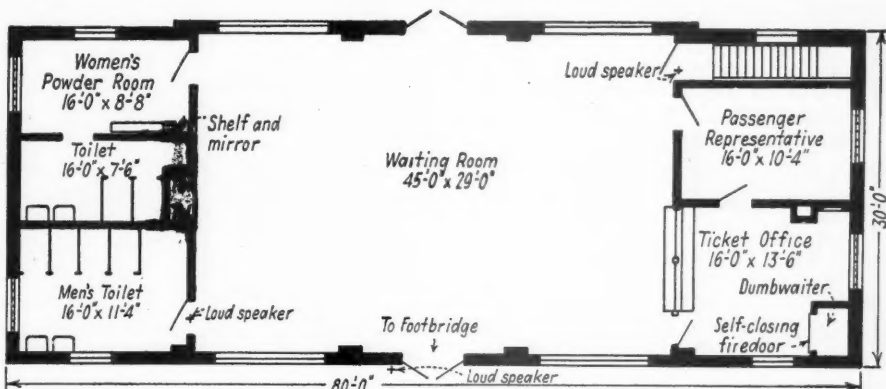 Women's
Powder Room
16'-0" x 8'-8"
Shelf and
mirror
Toilet
16'-0" x 7'-6"
Men's Toilet
16'-0" x 11'-4"
Loud speaker
Waiting Room
45'-0" x 29'-0"
To Footbridge
Loud speaker
Loud speaker
Passenger
Representative
16'-0" x 10'-4"
Ticket Office
16'-0" x 13'-6"
Dumbwaiter
Self-closing
firedoor
30'-0"
80'-0"